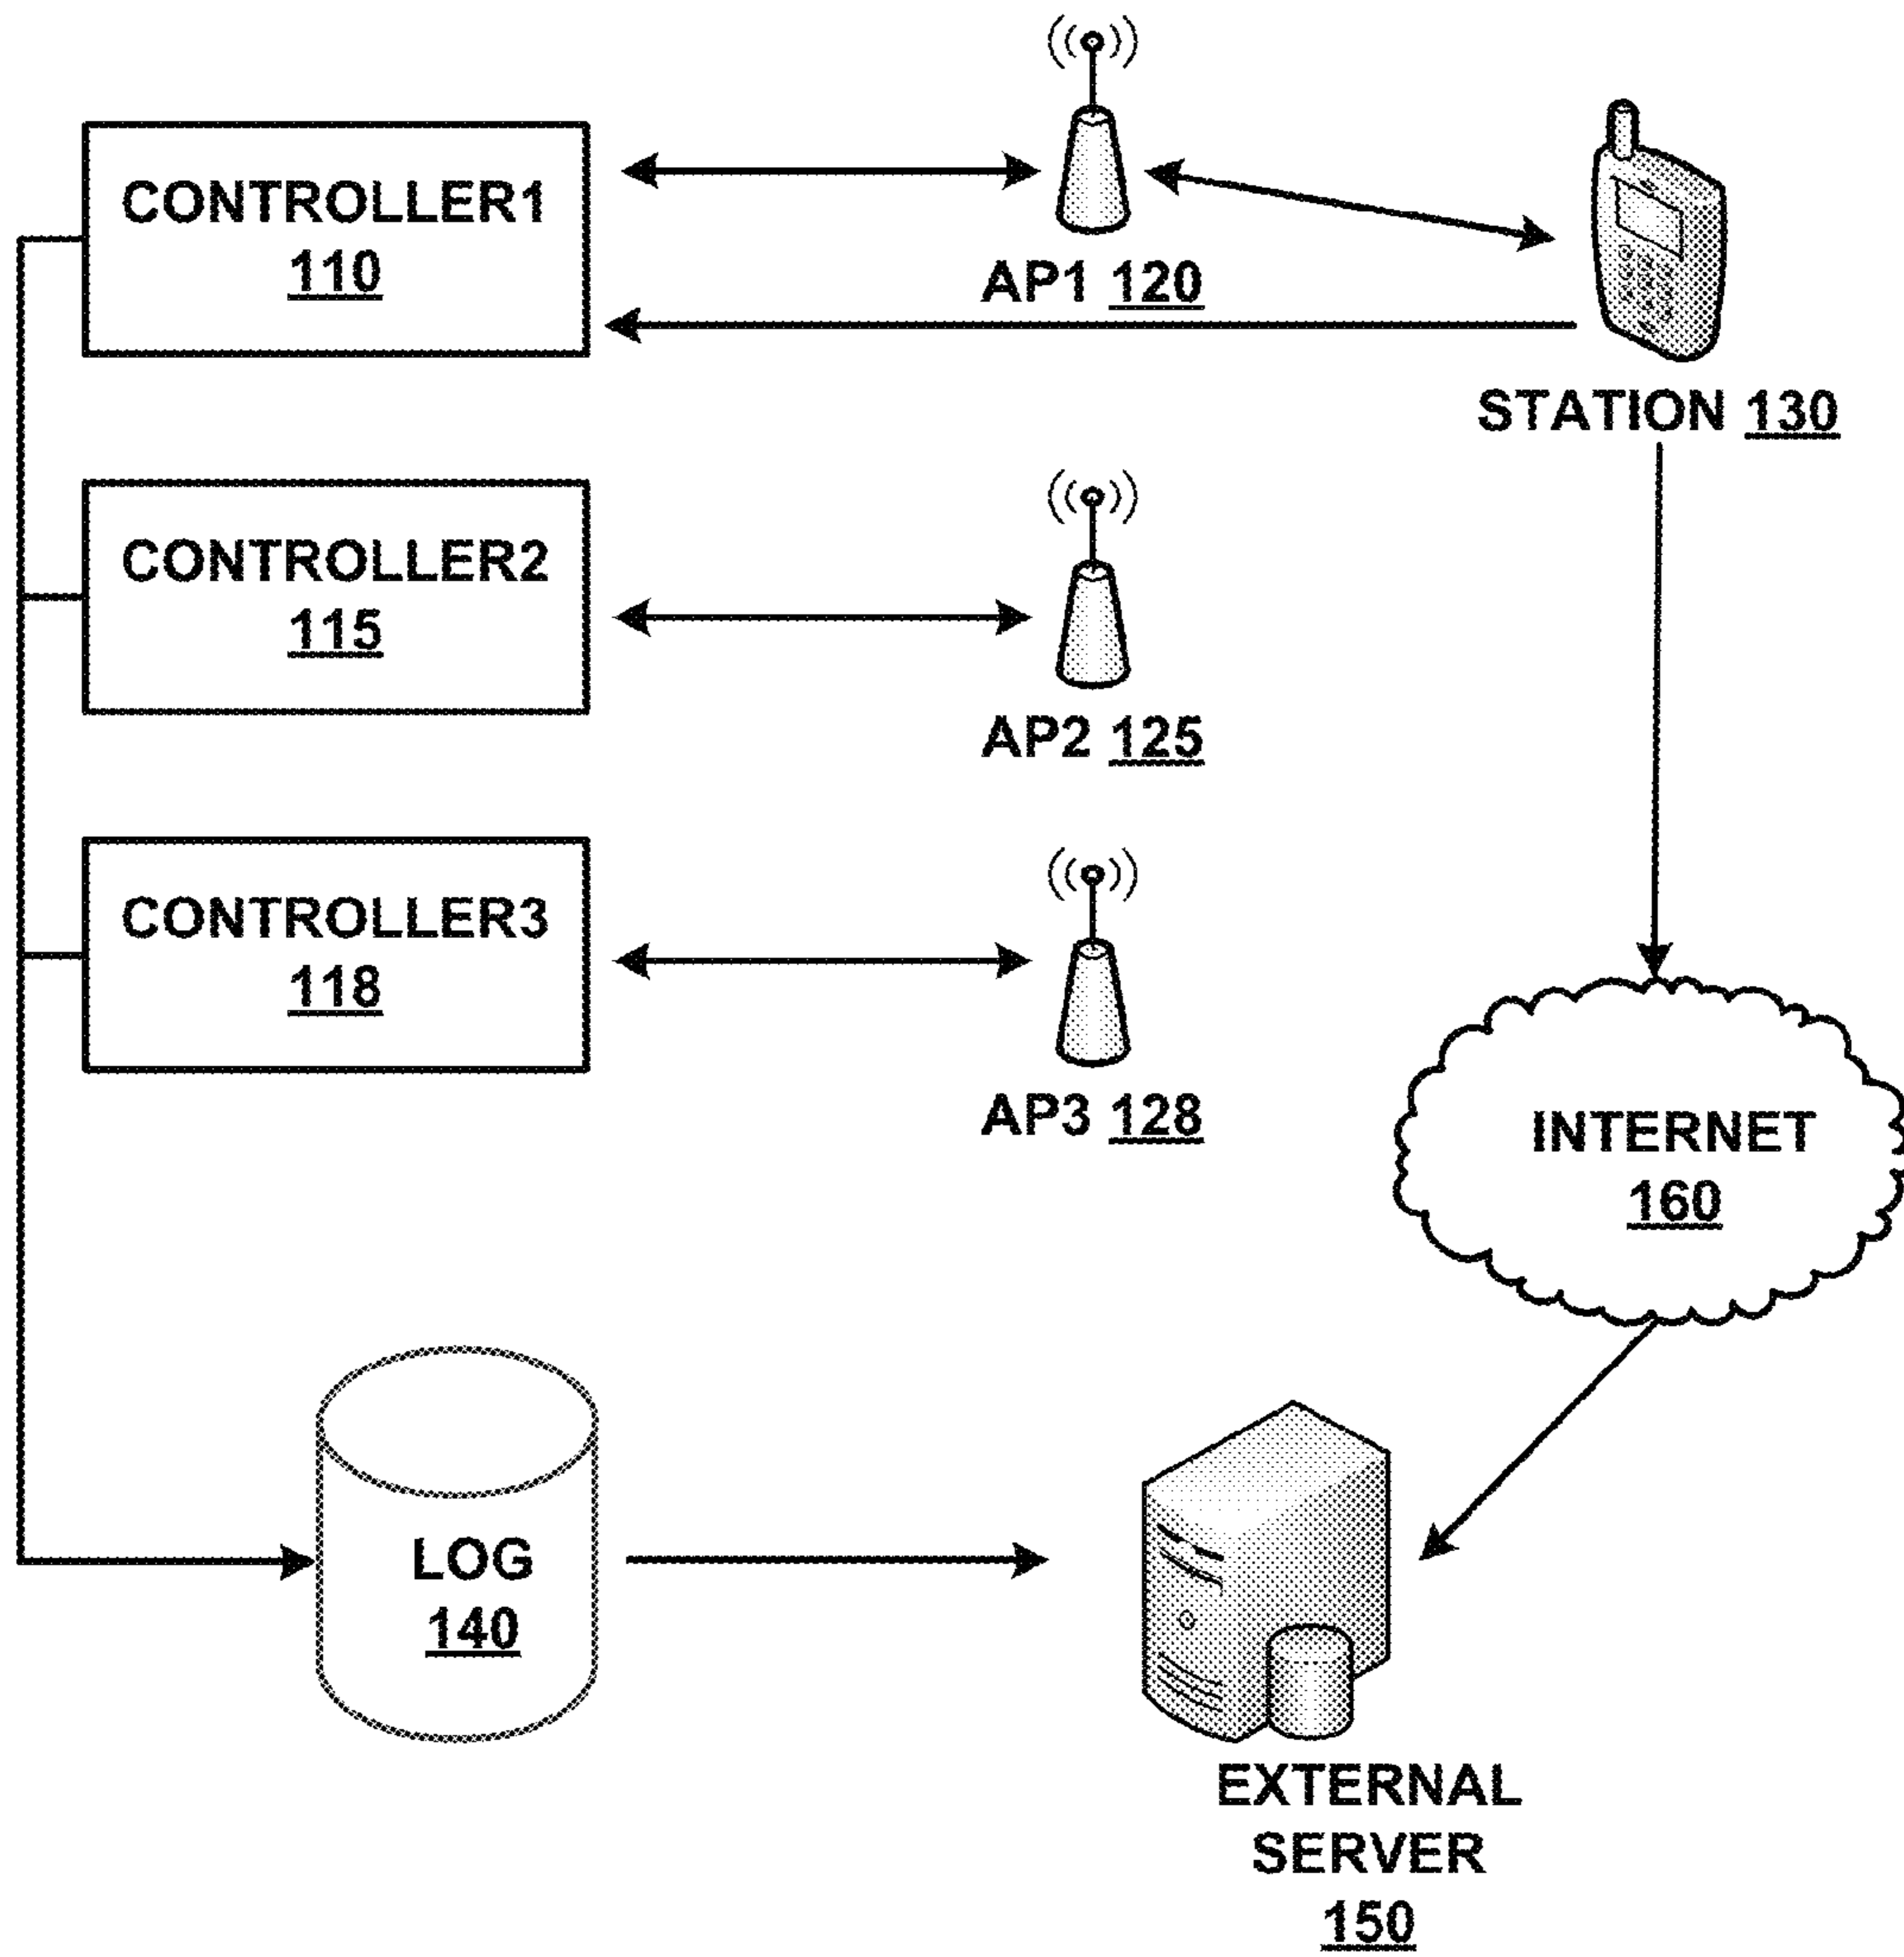 CONTROLLER1
110
AP1 120
STATION 130
CONTROLLER2
115
AP2 125
CONTROLLER3
118
AP3 128
INTERNET
160
LOG
140
EXTERNAL
SERVER
150